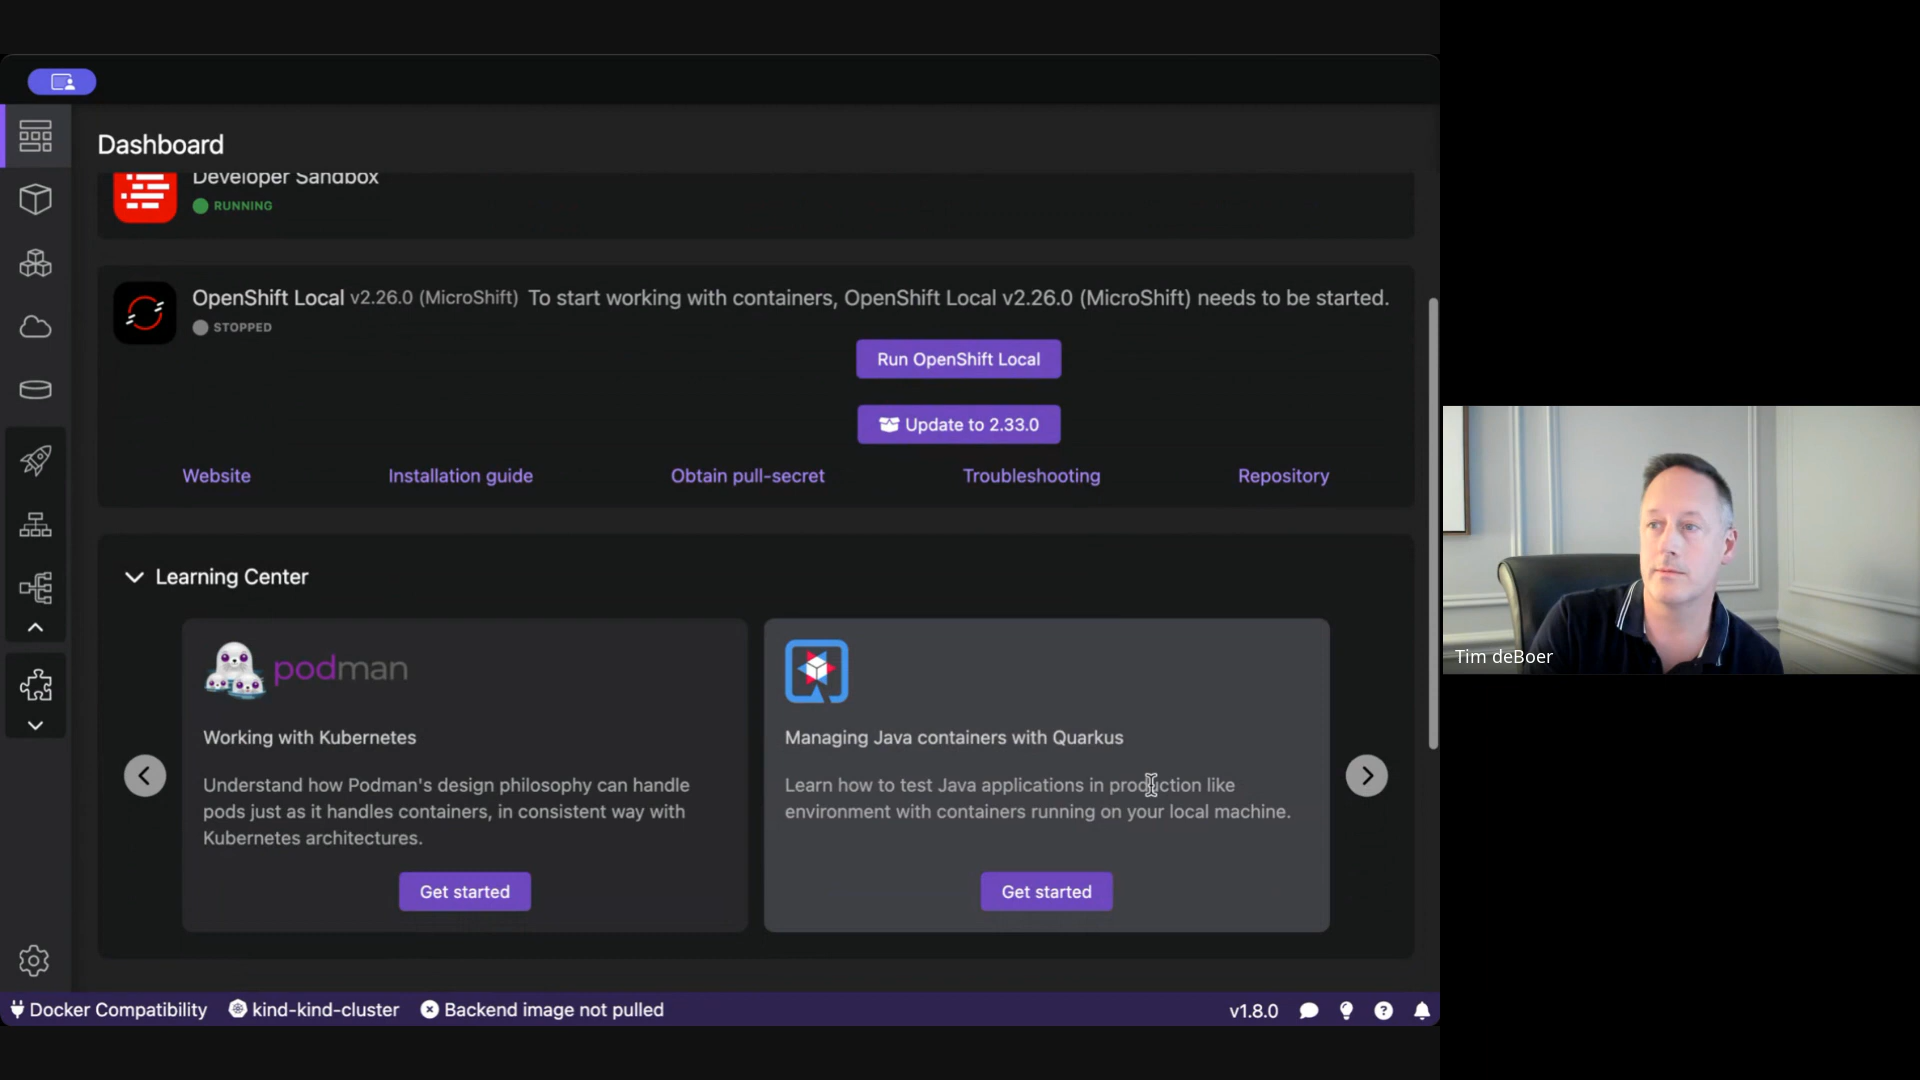 Dashboard
Developer Sandbox
RUNNING
OpenShift Local v2.26.0 (MicroShift) To start working with containers, OpenShift Local v2.26.0 (MicroShift) needs to be started.
STOPPED
Run OpenShift Local
Update to 2.33.0
Website Installation guide Obtain pull-secret Troubleshooting Repository
Learning Center
podman
Working with Kubernetes
Understand how Podman's design philosophy can handle
pods just as it handles containers, in consistent way with
Kubernetes architectures.
Get started
Managing Java containers with Quarkus
Learn how to test Java applications in production like
environment with containers running on your local machine.
Get started
Docker Compatibility kind-kind-cluster Backend image not pulled v1.8.0
Tim deBoer